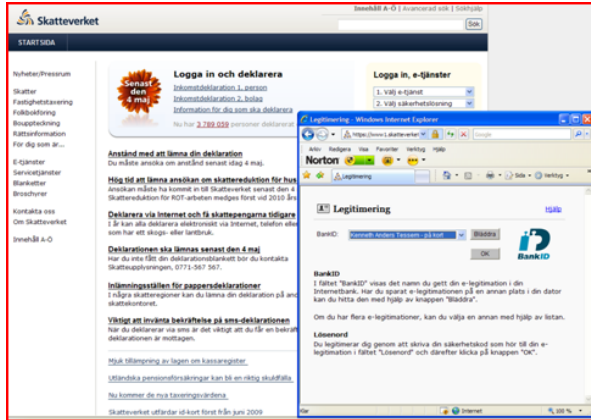 Innehåll A-Ö | Avancerad sök | Sökhjälp
Skatteverket
Sök
STARTSIDA
Nyheter/Pressrum
Skatter
Fastighetstaxering
Folkbokföring
Bouppteckning
Rättsinformation
För dig som är...
E-tjänster
Servicetjänster
Blanketter
Broschyrer
Kontakta oss
Om Skatteverket
Innehåll A-Ö
Senast
den
4 maj
Logga in och deklarera
Inkomstdeklaration 1, person
Inkomstdeklaration 2, bolag
Information för dig som ska deklarera
Nu har 3 789 059 personer deklarerat
Logga in, e-tjänster
1. Välj e-tjänst
2. Välj säkerhetslösning
Anstånd med att lämna din deklaration
Du måste ansöka om anstånd senast idag 4 maj.
Hög tid att lämna ansökan om skattereduktion för hus
Ansökan måste ha kommit in till Skatteverket senast den 4
Skattereduktion för ROT-arbeten medges först vid 2010 års
Deklarera via Internet och få skattepengarna tidigare
I år kan alla deklarera elektroniskt via Internet, telefon eller
som har ett skogs- eller lantbruk.
Deklarationen ska lämnas senast den 4 maj
Har du inte fått din deklarationsblankett bör du kontakta
Skatteupplysningen, 0771-567 567.
Inlämningsställen för pappersdeklarationer
I några skatteregioner kan du lämna din deklaration på
skattekontoret.
Viktigt att invänta bekräftelse på sms-deklarationen
När du deklarerar via sms är det viktigt att du får en bekräft
deklarationen är mottagen.
Mjuk tillämpning av lagen om kassaregister
Utländska pensionsförsäkringar kan bli en riktig skuldfälla
Nu kommer de nya taxeringsvärdena
Skatteverket utfärdar id-kort först från juni 2009
Legitimering - Windows Internet Explorer
https://www1.skatteverket
Google
Arkiv Redigera Visa Favoriter Verktyg Hjälp
Norton
Legitimering
Sida
Verktyg
Legitimering
Hjälp
BankID:
Kenneth Anders Tessem - på kort
Bläddra
OK
BankID
BankID
I fältet "BankID" visas det namn du gett din e-legitimation i din
Internetbank. Har du sparat e-legitimationen på en annan plats i din dator
kan du hitta den med hjälp av knappen "Bläddra".
Om du har flera e-legitimationer, kan du välja en annan med hjälp av listan.
Lösenord
Du legitimerar dig genom att skriva din säkerhetskod som hör till din e-
legitimation i fältet "Lösenord" och därefter klicka på knappen "OK".
Klar
Internet
100 %